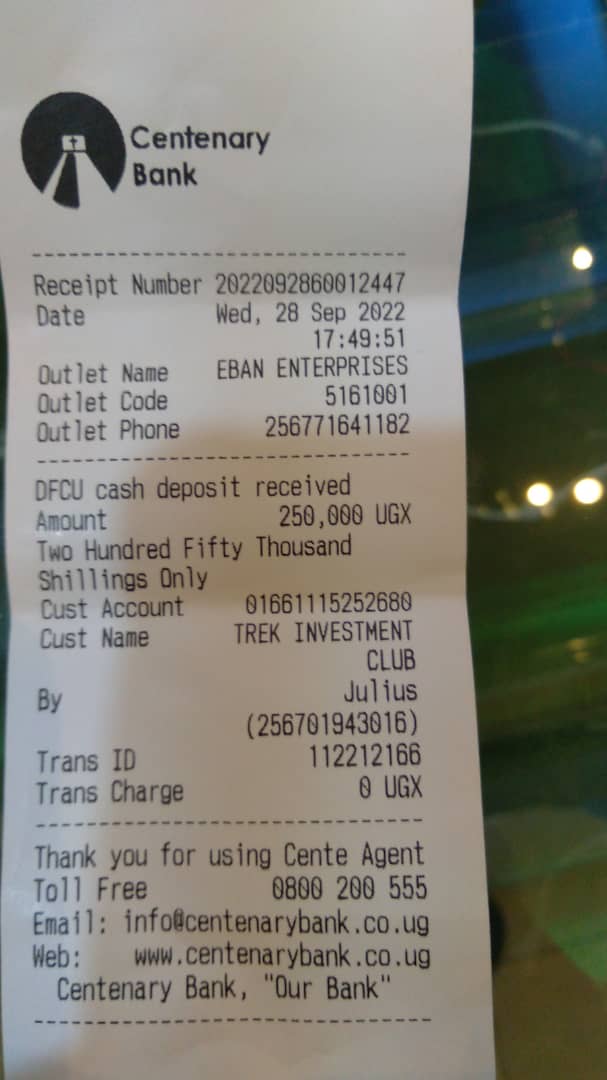 Centenary
Bank
Receipt Number 2022092860012447
Date Wed, 28 Sep 2022
17:49:51
Outlet Name EBAN ENTERPRISES
Outlet Code 5161001
Outlet Phone 256771641182
DFCU cash deposit received
Amount 250,000 UGX
Two Hundred Fifty Thousand
Shillings Only
Cust Account 01661115252680
Cust Name TREK INVESTMENT
CLUB
By Julius
(256701943016)
Trans ID 112212166
Trans Charge 0 UGX
Thank you for using Cente Agent
Toll Free 0800 200 555
Email: info@centenarybank.co.ug
Web: www.centenarybank.co.ug
Centenary Bank, "Our Bank"